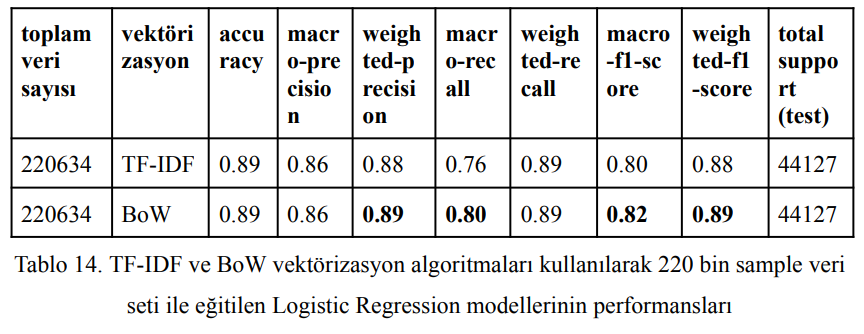 toplam veri sayısı vektörizasyon accuracy macro-precision weighted-precision macro-recall weighted-recall macro-f1-score weighted-f1-score total support (test)
220634 TF-IDF 0.89 0.86 0.88 0.76 0.89 0.80 0.88 44127
220634 BoW 0.89 0.86 0.89 0.80 0.89 0.82 0.89 44127
Tablo 14. TF-IDF ve BoW vektörizasyon algoritmaları kullanılarak 220 bin sample veri
seti ile eğitilen Logistic Regression modellerinin performansları